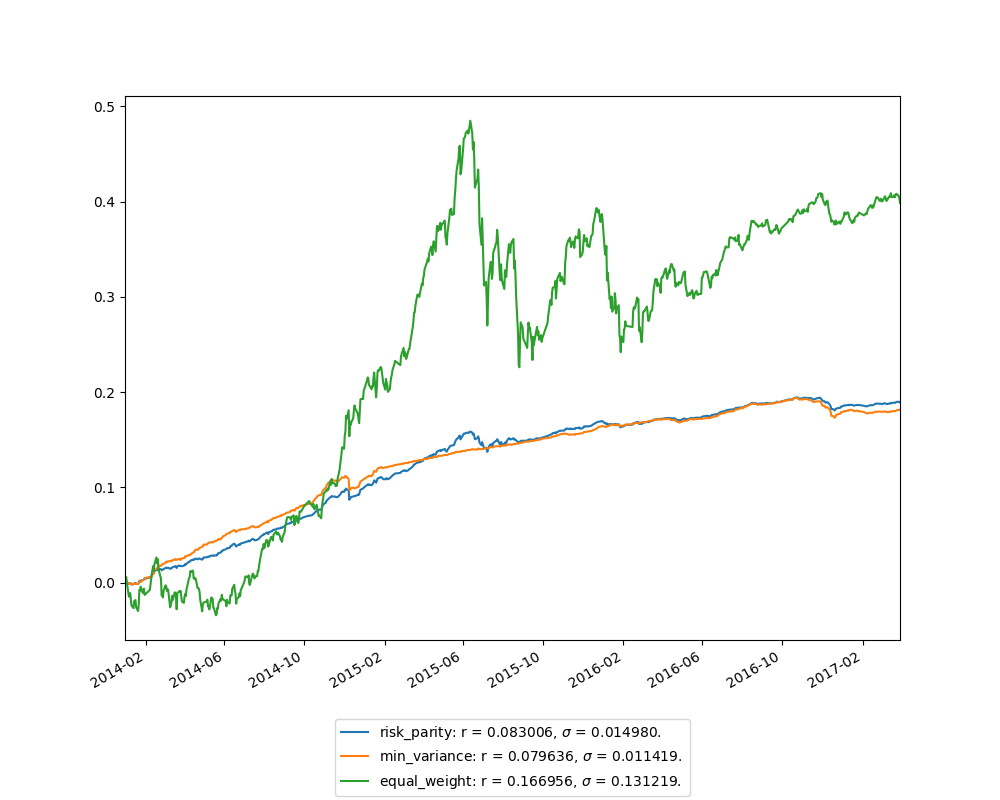 0.5
0.4
0.3
0.2
0.1
0.0
2014-02 2014-06 2014-10 2015-02 2015-06 2015-10 2016-02 2016-06 2016-10 2017-02
risk_parity: r = 0.083006, σ = 0.014980.
min_variance: r = 0.079636, σ = 0.011419.
equal_weight: r = 0.166956, σ = 0.131219.